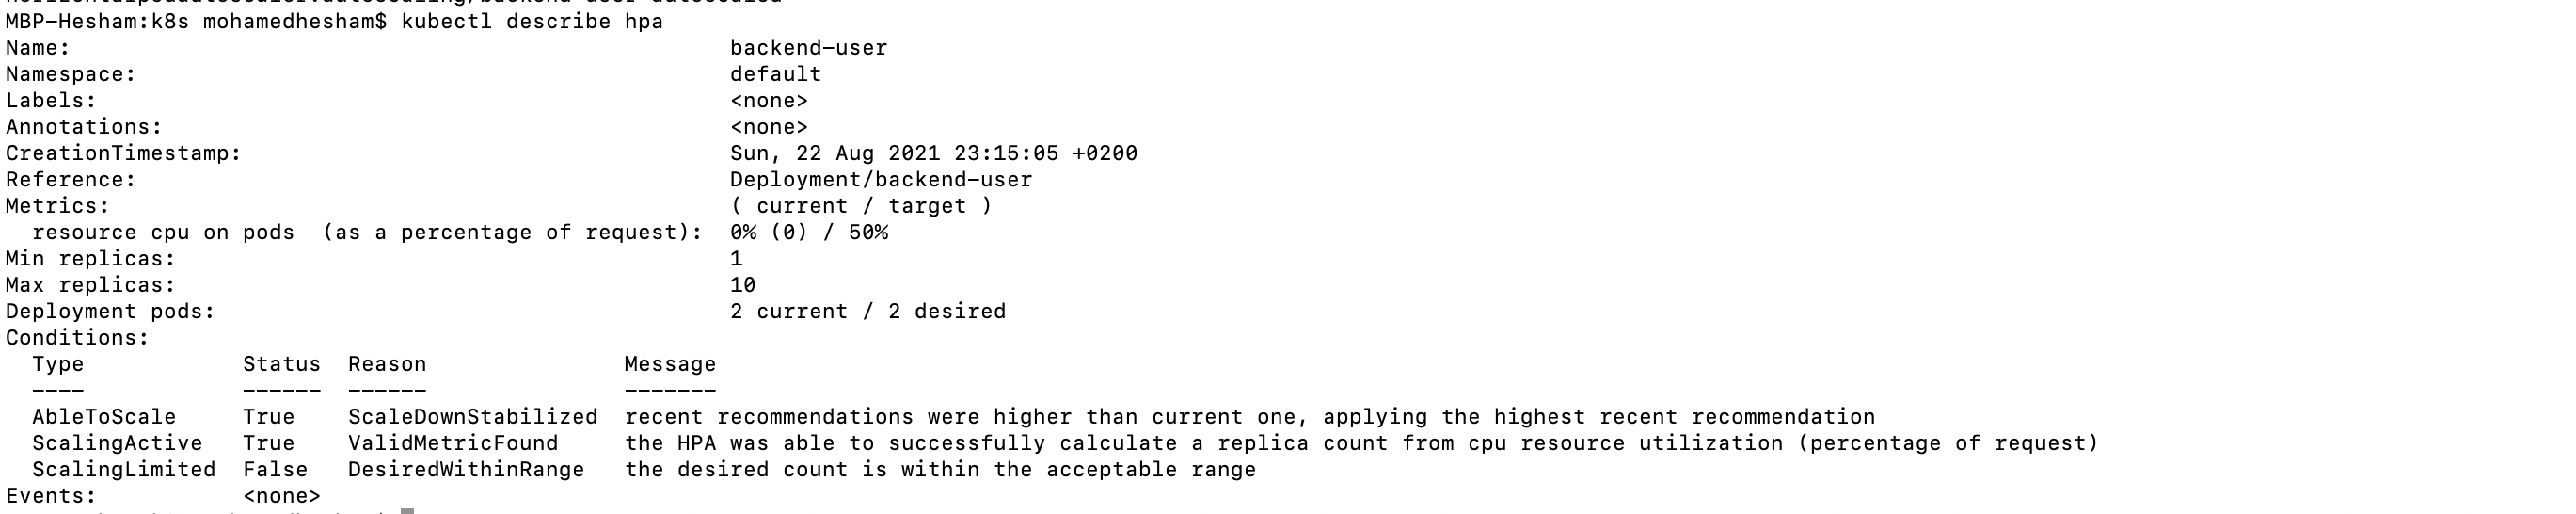 MBP-Hesham:k8s mohamedhesham$ kubectl describe hpa
Name: backend-user
Namespace: default
Labels: <none>
Annotations: <none>
CreationTimestamp: Sun, 22 Aug 2021 23:15:05 +0200
Reference: Deployment/backend-user
Metrics: ( current / target )
  resource cpu on pods  (as a percentage of request): 0% (0) / 50%
Min replicas: 1
Max replicas: 10
Deployment pods: 2 current / 2 desired
Conditions:
  Type            Status  Reason               Message
  ----            ------  ------               -------
  AbleToScale     True    ScaleDownStabilized  recent recommendations were higher than current one, applying the highest recent recommendation
  ScalingActive   True    ValidMetricFound     the HPA was able to successfully calculate a replica count from cpu resource utilization (percentage of request)
  ScalingLimited  False   DesiredWithinRange   the desired count is within the acceptable range
Events:           <none>